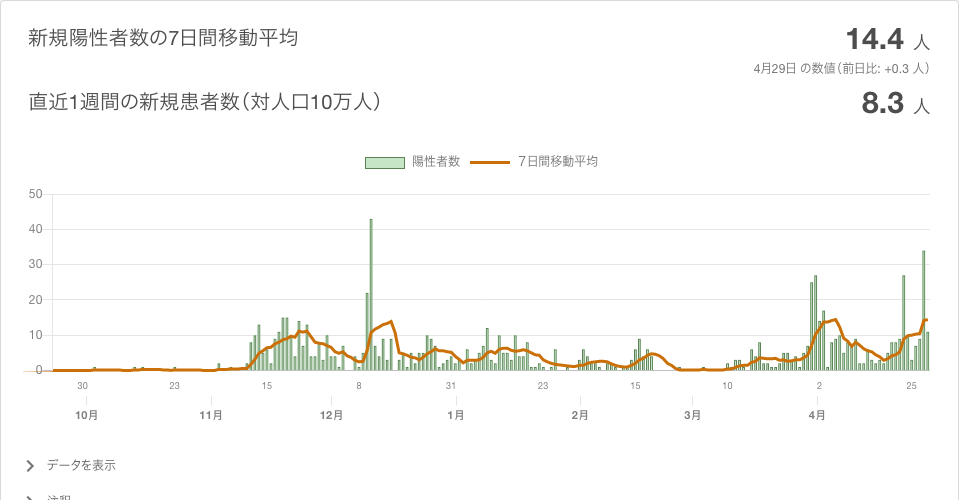 新規陽性者数の7日間移動平均
14.4 人
4月29日 の数値（前日比: +0.3 人）
直近1週間の新規患者数（対人口10万人）
8.3 人
陽性者数 7日間移動平均
50
40
30
20
10
0
30 23 15 8 31 23 15 10 2 25
10月 11月 12月 1月 2月 3月 4月
データを表示
注釈